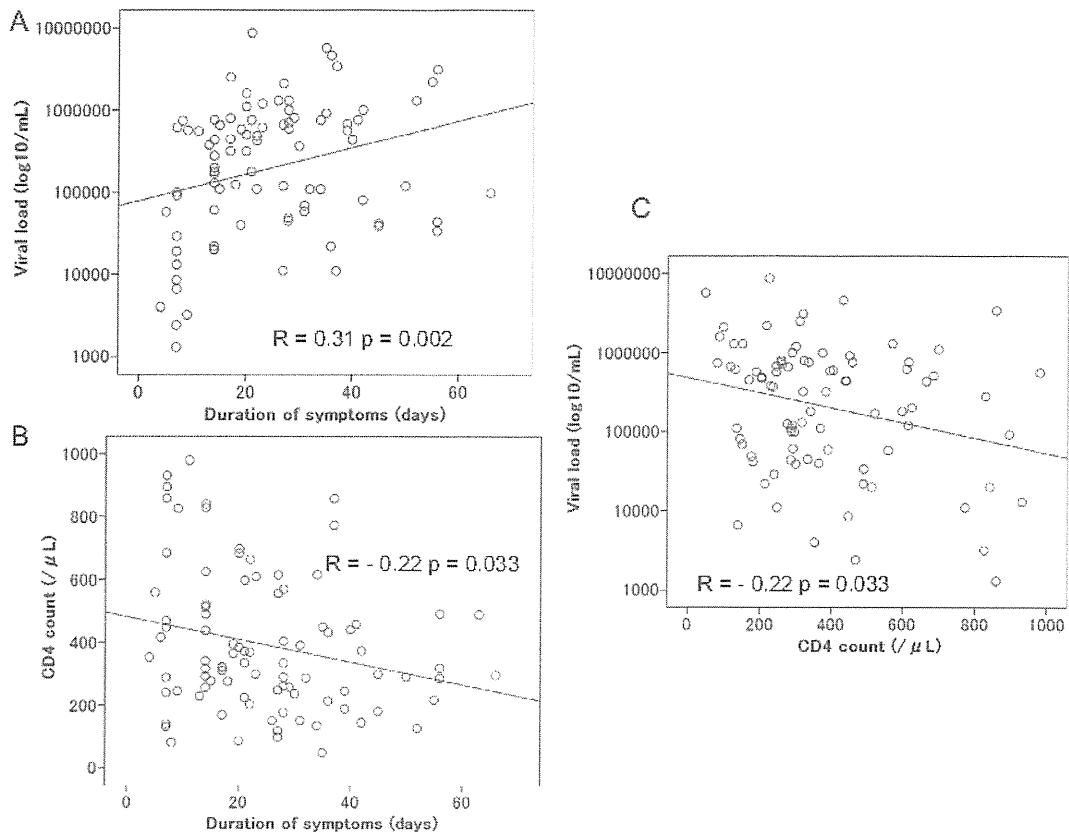 A
10000000
1000000
100000
10000
1000
Viral load (log10/mL)
R = 0.31 p = 0.002
0 20 40 60
Duration of symptoms (days)
B
1000
800
600
400
200
0
CD4 count (/μL)
R = - 0.22 p = 0.033
0 20 40 60
Duration of symptoms (days)
C
10000000
1000000
100000
10000
1000
Viral load (log10/mL)
R = - 0.22 p = 0.033
0 200 400 600 800 1000
CD4 count (/μL)